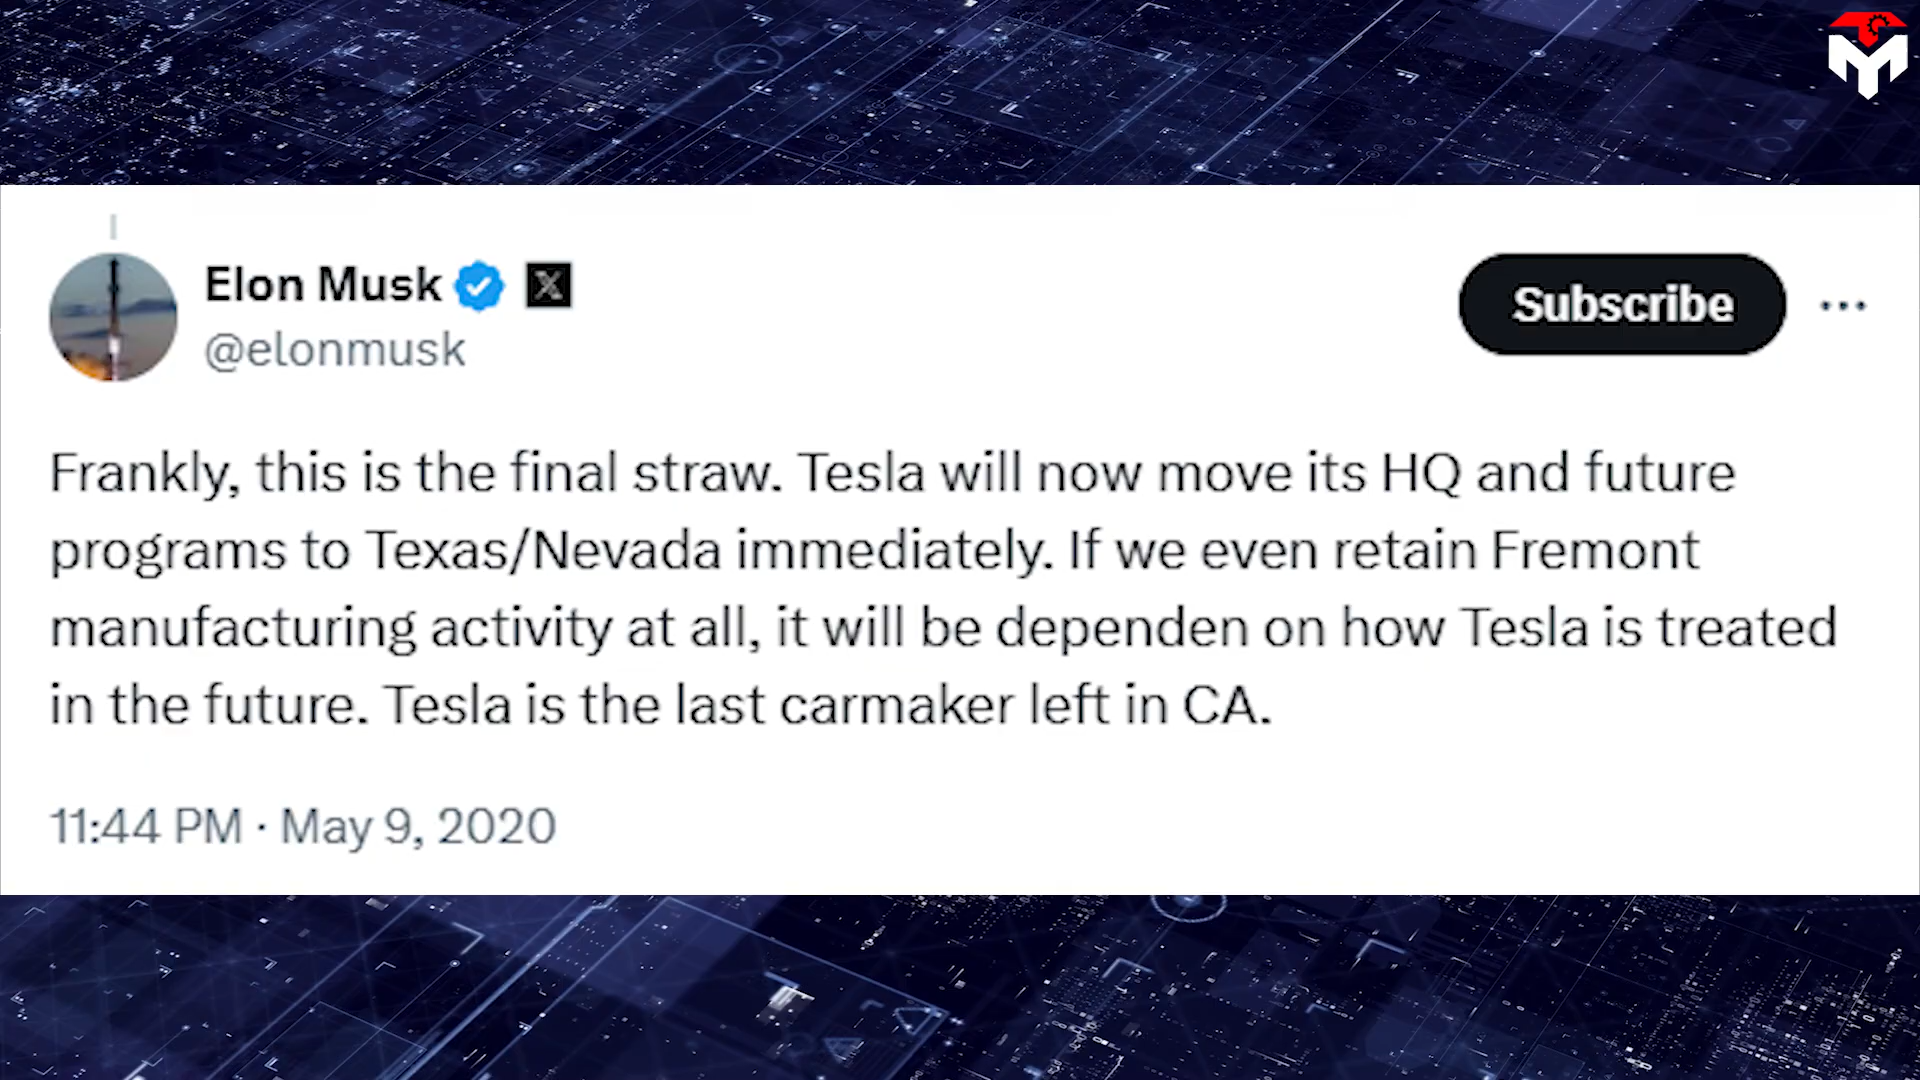 Elon Musk
@elonmusk
Subscribe
Frankly, this is the final straw. Tesla will now move its HQ and future
programs to Texas/Nevada immediately. If we even retain Fremont
manufacturing activity at all, it will be dependen on how Tesla is treated
in the future. Tesla is the last carmaker left in CA.
11:44 PM · May 9, 2020